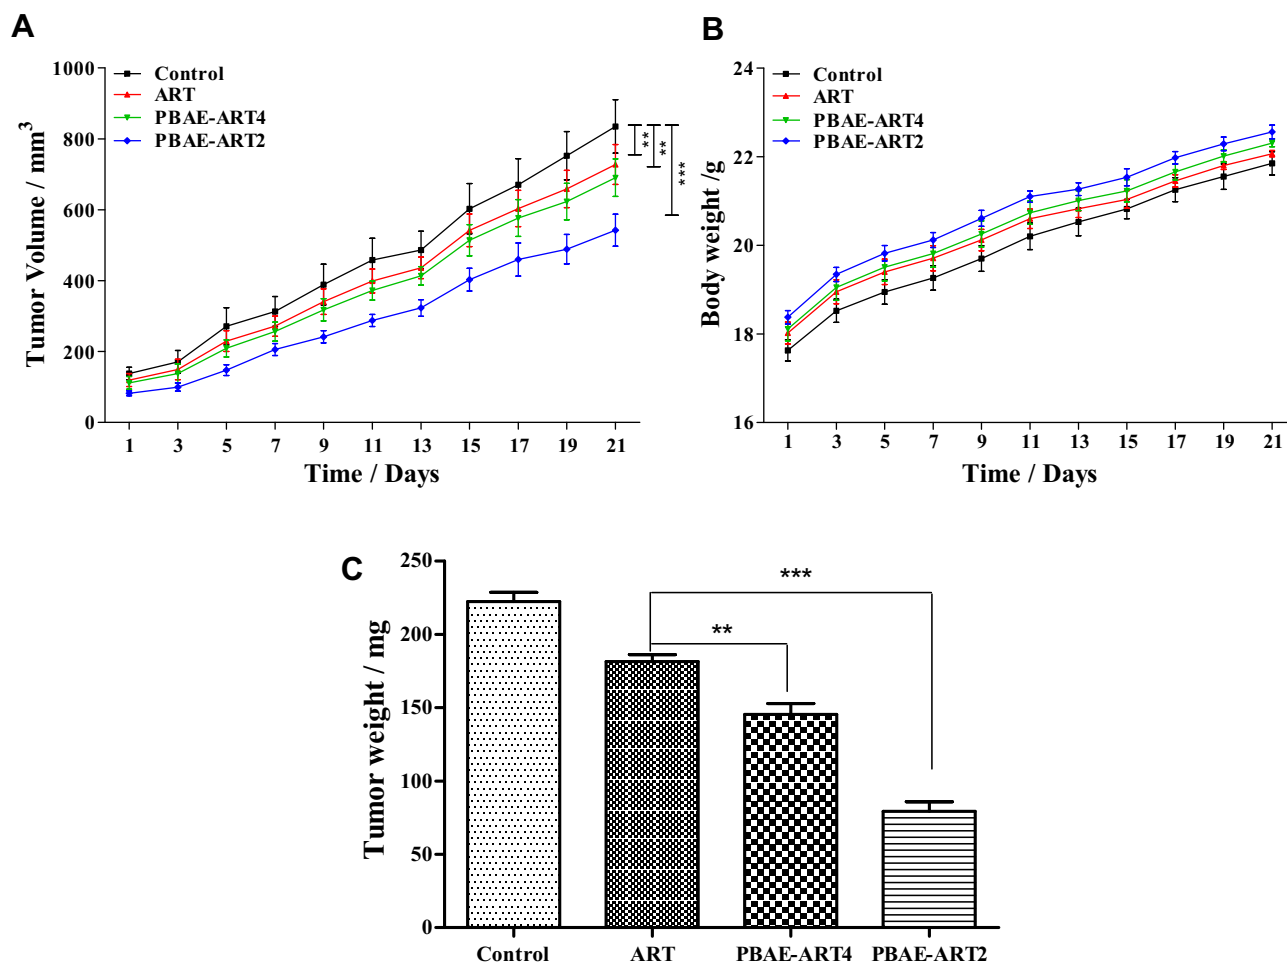 A
Tumor Volume / mm³
1000
800
600
400
200
0
Control
ART
PBAE-ART4
PBAE-ART2
**
**
***
1 3 5 7 9 11 13 15 17 19 21
Time / Days
B
Body weight /g
24
22
20
18
16
Control
ART
PBAE-ART4
PBAE-ART2
1 3 5 7 9 11 13 15 17 19 21
Time / Days
C
Tumor weight / mg
250
200
150
100
50
0
***
**
Control ART PBAE-ART4 PBAE-ART2